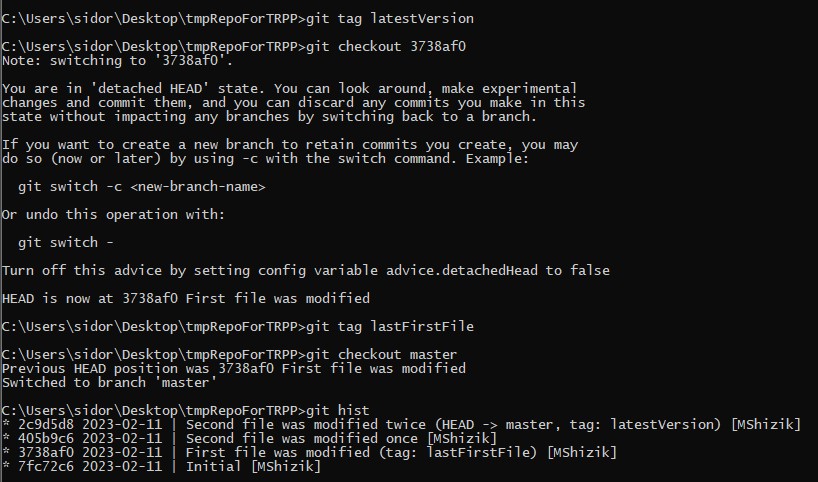 C:\Users\sidor\Desktop\tmpRepoForTRPP>git tag latestVersion
C:\Users\sidor\Desktop\tmpRepoForTRPP>git checkout 3738af0
Note: switching to '3738af0'.
You are in 'detached HEAD' state. You can look around, make experimental
changes and commit them, and you can discard any commits you make in this
state without impacting any branches by switching back to a branch.
If you want to create a new branch to retain commits you create, you may
do so (now or later) by using -c with the switch command. Example:
git switch -c <new-branch-name>
Or undo this operation with:
git switch -
Turn off this advice by setting config variable advice.detachedHead to false
HEAD is now at 3738af0 First file was modified
C:\Users\sidor\Desktop\tmpRepoForTRPP>git tag lastFirstFile
C:\Users\sidor\Desktop\tmpRepoForTRPP>git checkout master
Previous HEAD position was 3738af0 First file was modified
Switched to branch 'master'
C:\Users\sidor\Desktop\tmpRepoForTRPP>git hist
* 2c9d5d8 2023-02-11 | Second file was modified twice (HEAD -> master, tag: latestVersion) [MShizik]
* 405b9c6 2023-02-11 | Second file was modified once [MShizik]
* 3738af0 2023-02-11 | First file was modified (tag: lastFirstFile) [MShizik]
* 7fc72c6 2023-02-11 | Initial [MShizik]